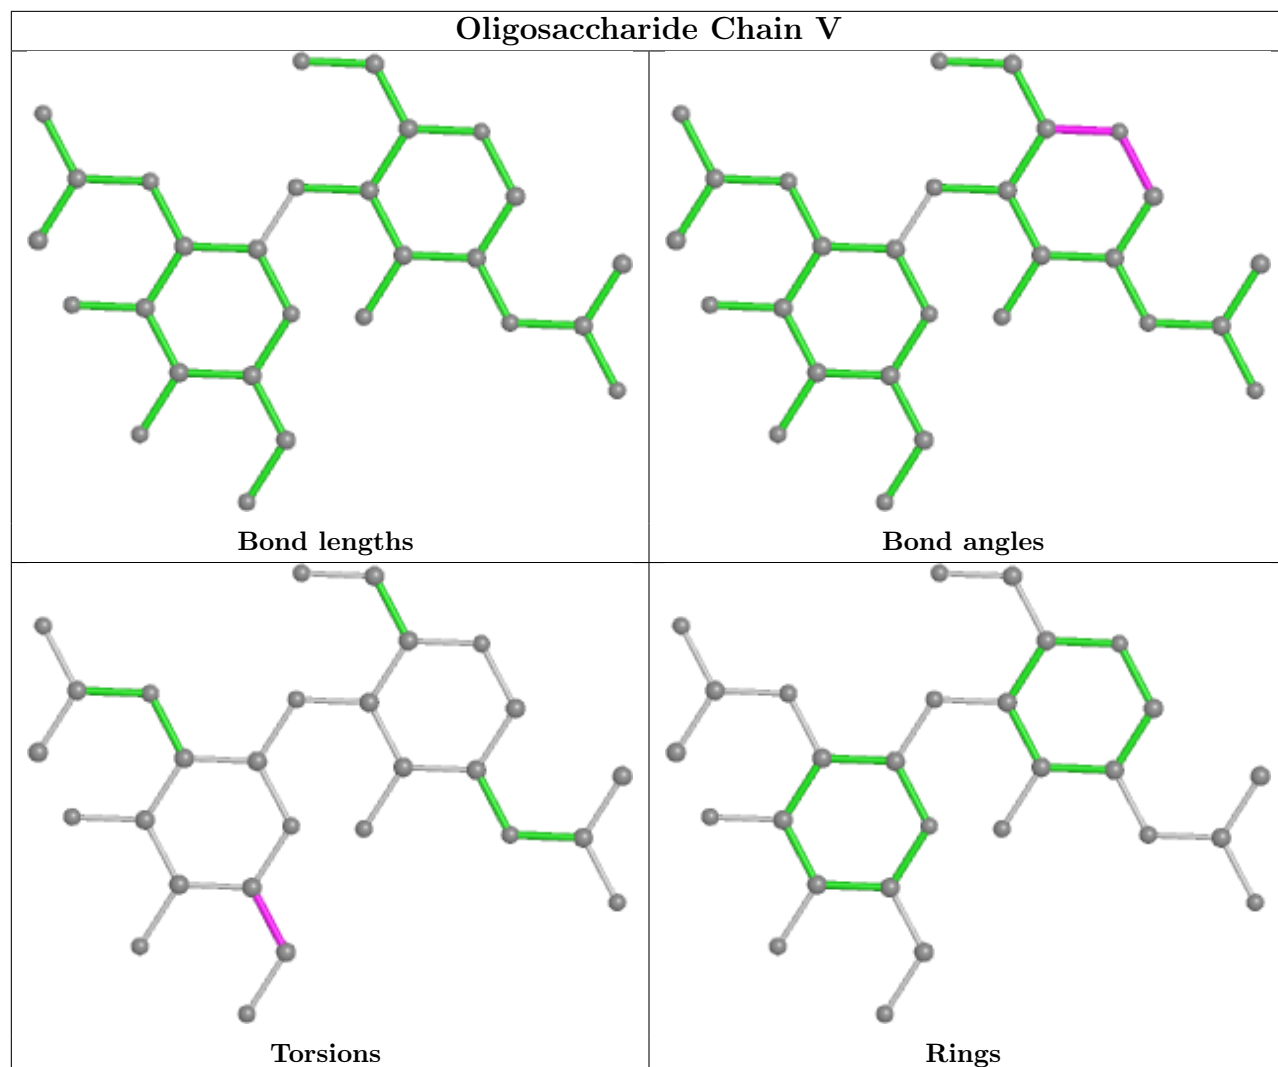 Oligosaccharide Chain V
Bond lengths
Bond angles
Torsions
Rings